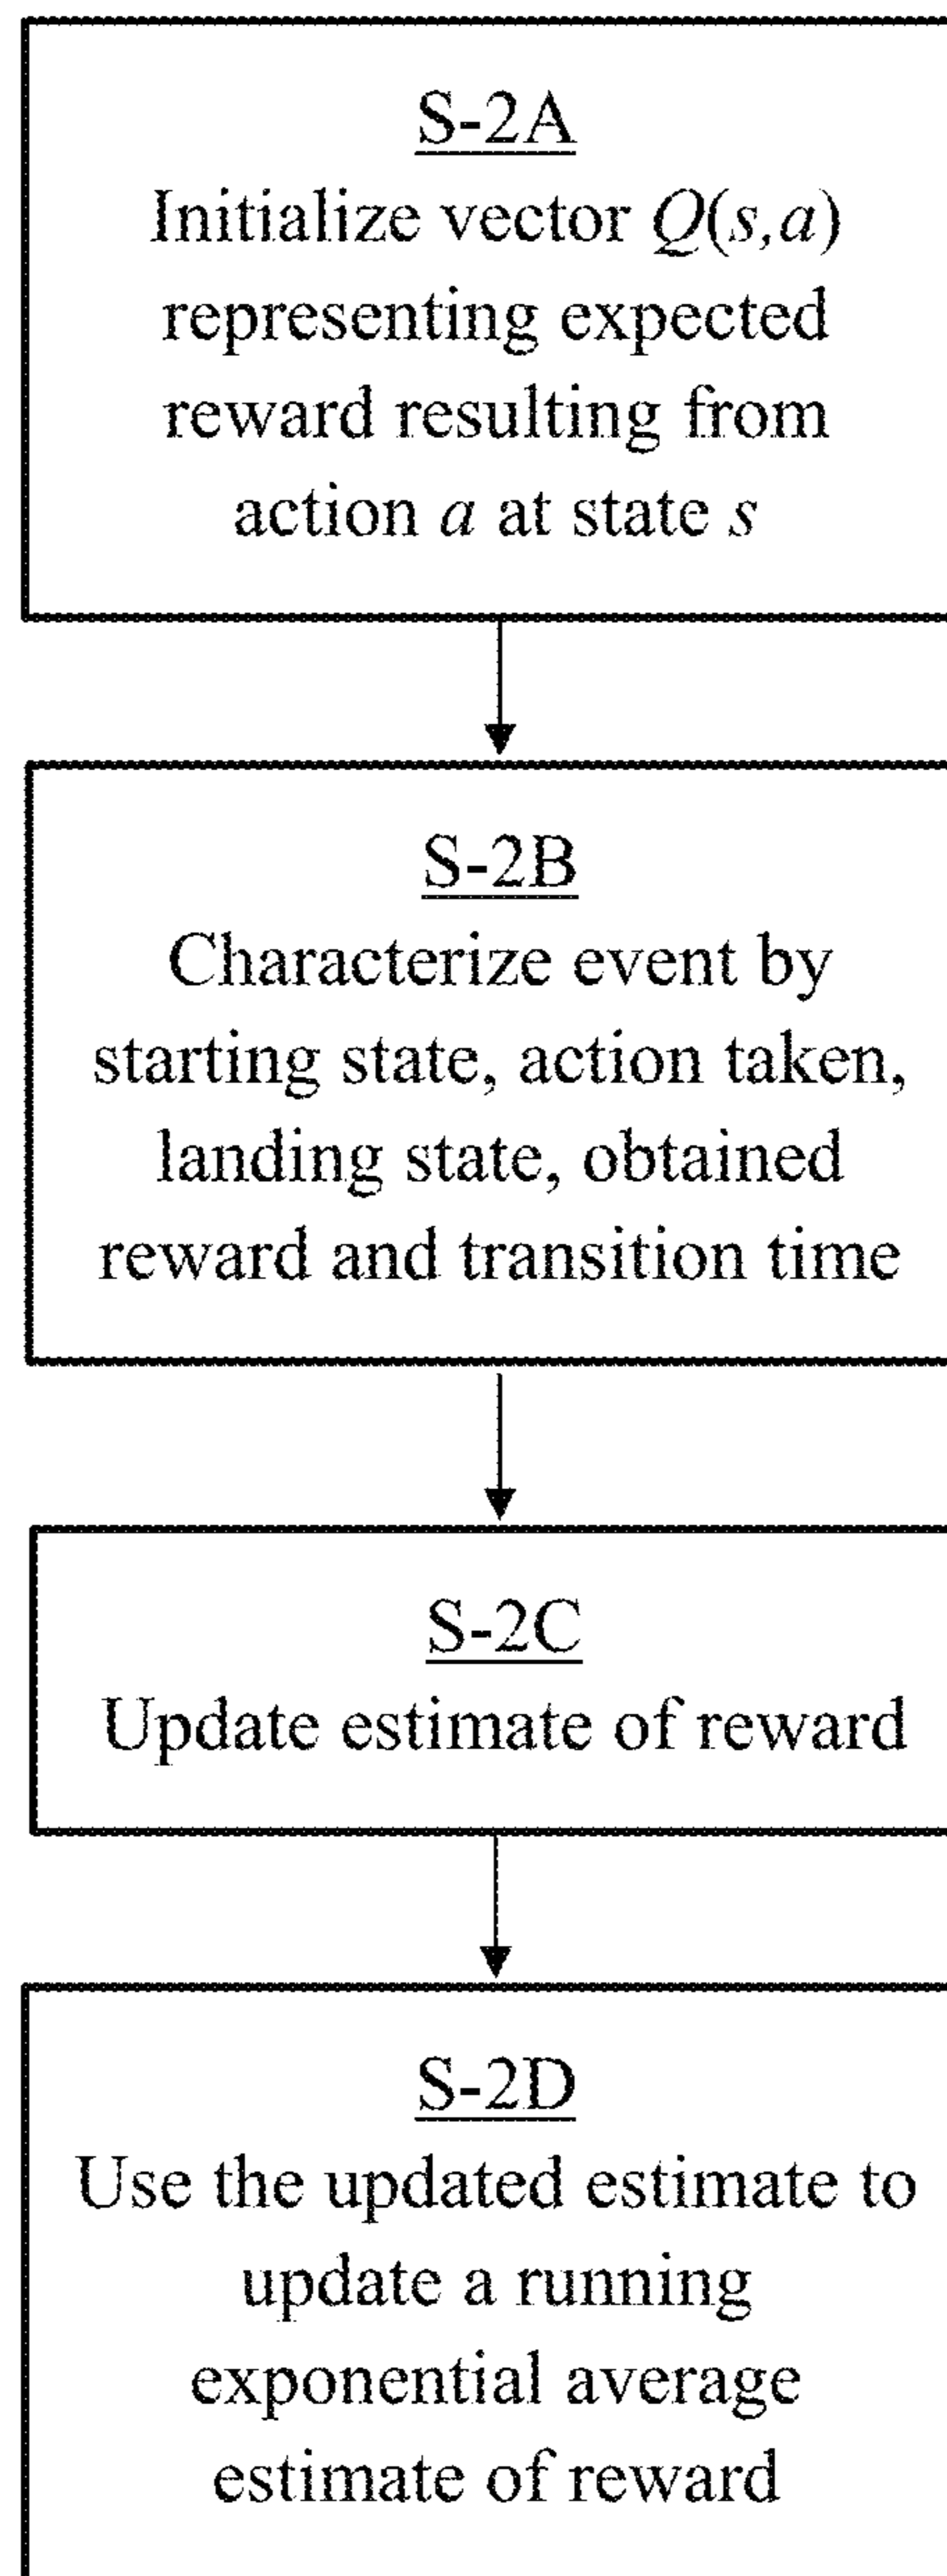 S-2A
Initialize vector Q(s,a)
representing expected
reward resulting from
action a at state s
S-2B
Characterize event by
starting state, action taken,
landing state, obtained
reward and transition time
S-2C
Update estimate of reward
S-2D
Use the updated estimate to
update a running
exponential average
estimate of reward